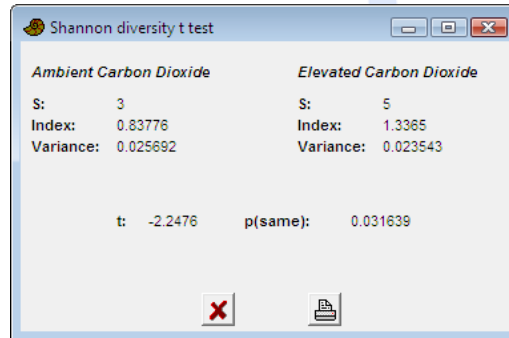 Shannon diversity t test
Ambient Carbon Dioxide Elevated Carbon Dioxide
S: 3 S: 5
Index: 0.83776 Index: 1.3365
Variance: 0.025692 Variance: 0.023543
t: -2.2476 p(same): 0.031639